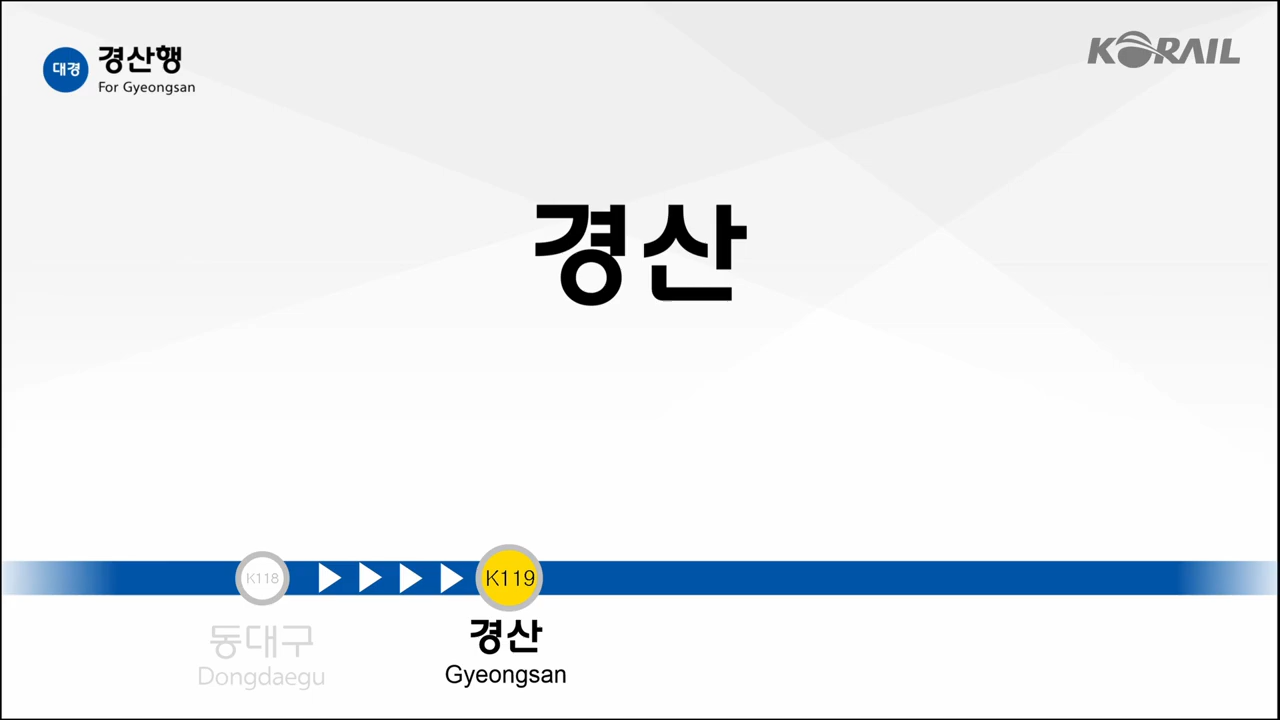 대경
경산행
For Gyeongsan
KORAIL
경산
K118
K119
동대구
Dongdaegu
경산
Gyeongsan